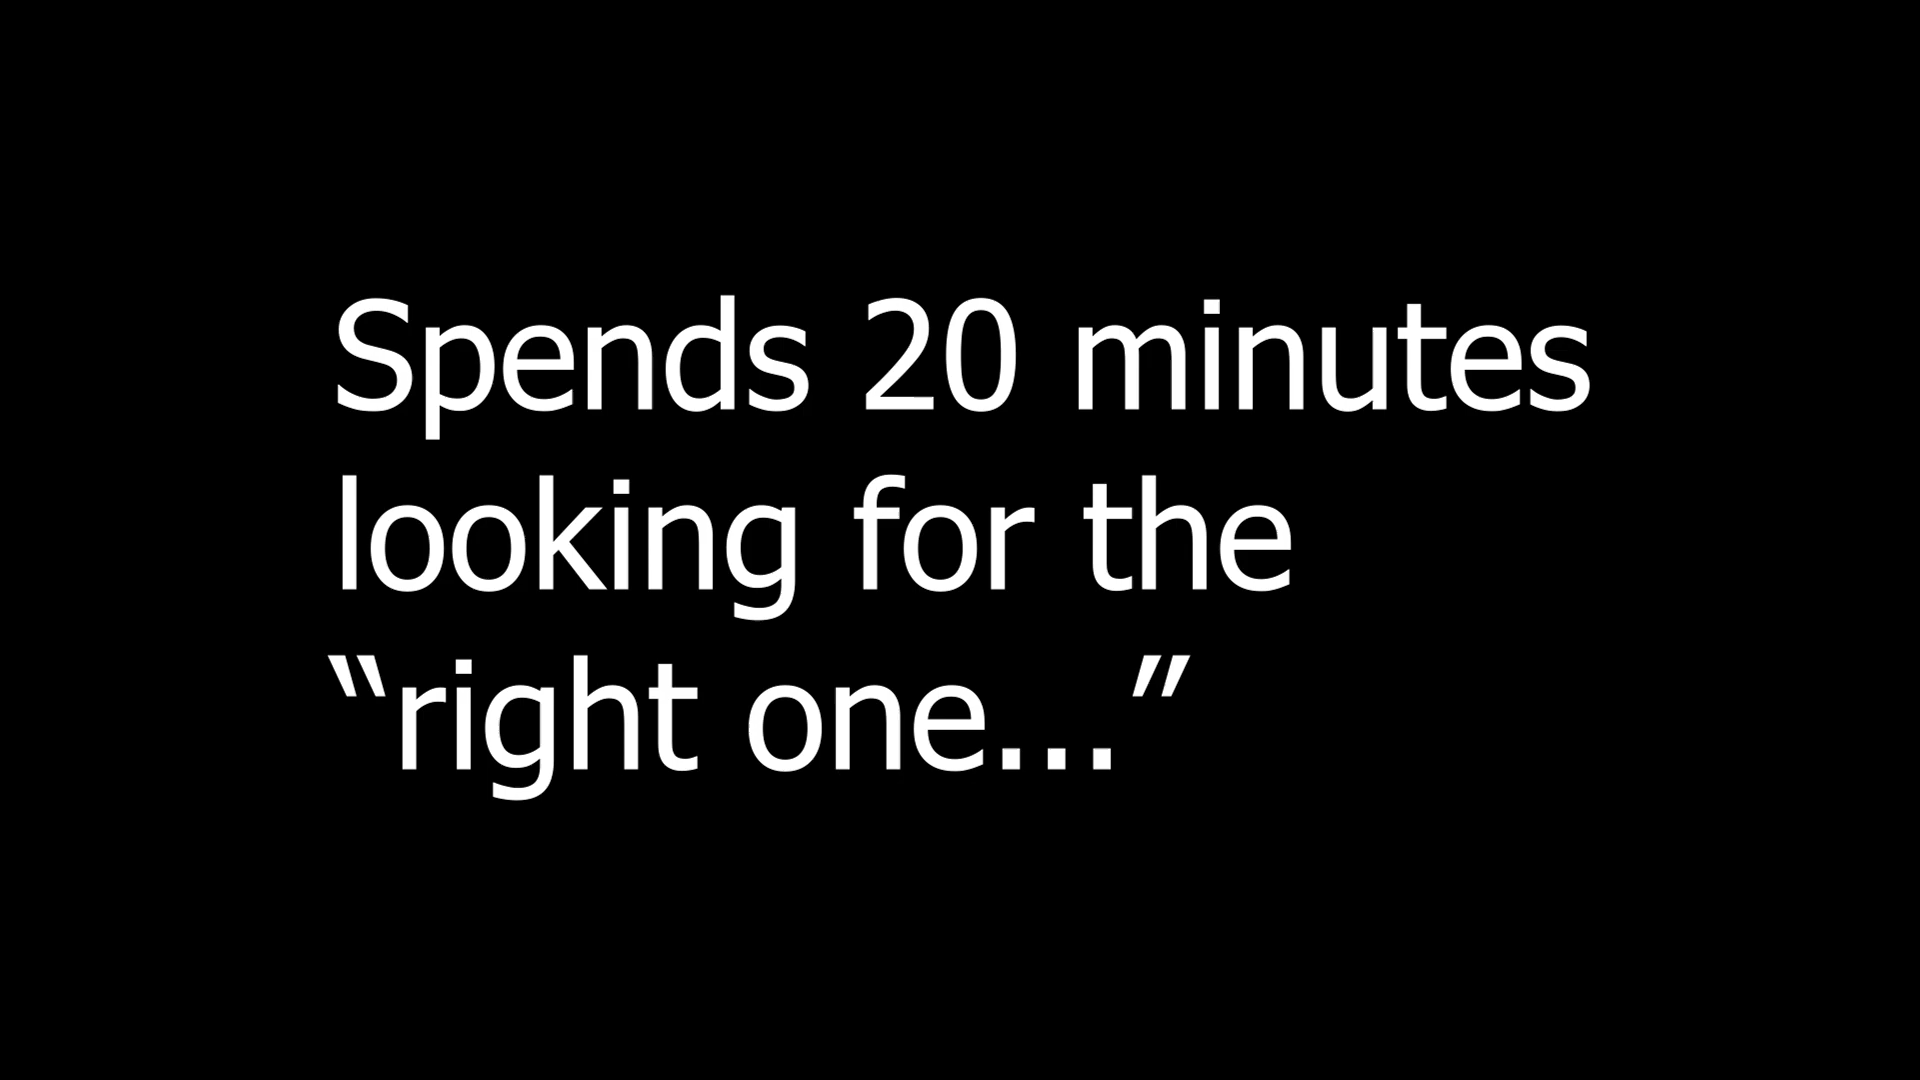 Spends 20 minutes
looking for the
“right one...”